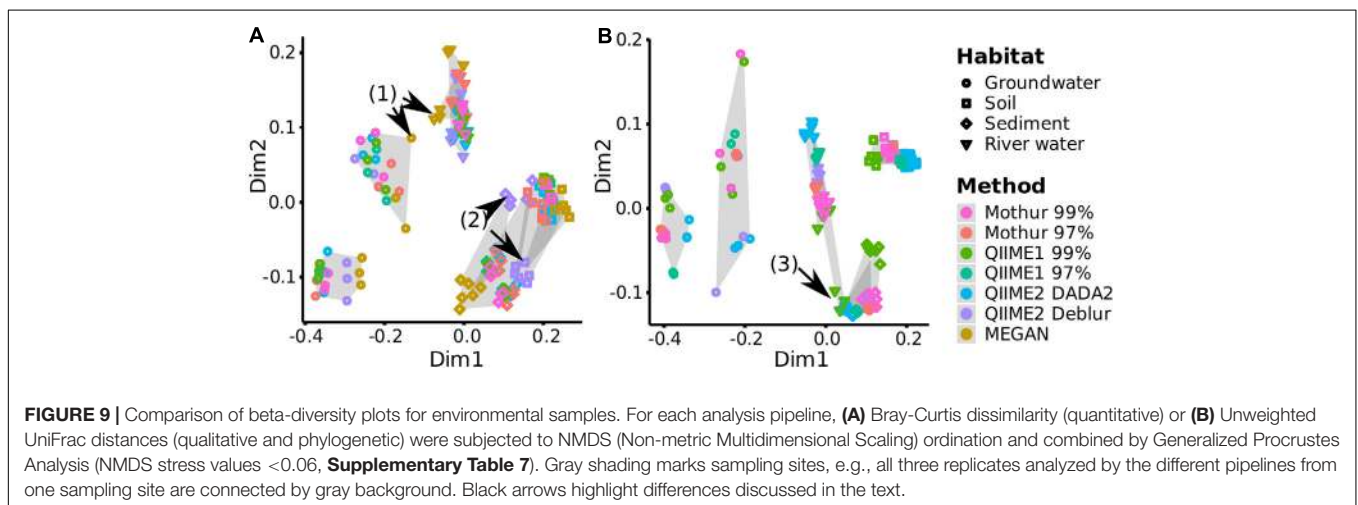 A
B
0.2
0.1
0.0
-0.1
Dim2
-0.4
-0.2
0.0
0.2
Dim1
(1)
(2)
0.2
0.1
0.0
-0.1
-0.4
-0.2
0.0
0.2
Dim1
(3)
Habitat
Groundwater
Soil
Sediment
River water
Method
Mothur 99%
Mothur 97%
QIIME1 99%
QIIME1 97%
QIIME2 DADA2
QIIME2 Deblur
MEGAN
FIGURE 9 | Comparison of beta-diversity plots for environmental samples. For each analysis pipeline, (A) Bray-Curtis dissimilarity (quantitative) or (B) Unweighted
UniFrac distances (qualitative and phylogenetic) were subjected to NMDS (Non-metric Multidimensional Scaling) ordination and combined by Generalized Procrustes
Analysis (NMDS stress values <0.06, Supplementary Table 7). Gray shading marks sampling sites, e.g., all three replicates analyzed by the different pipelines from
one sampling site are connected by gray background. Black arrows highlight differences discussed in the text.